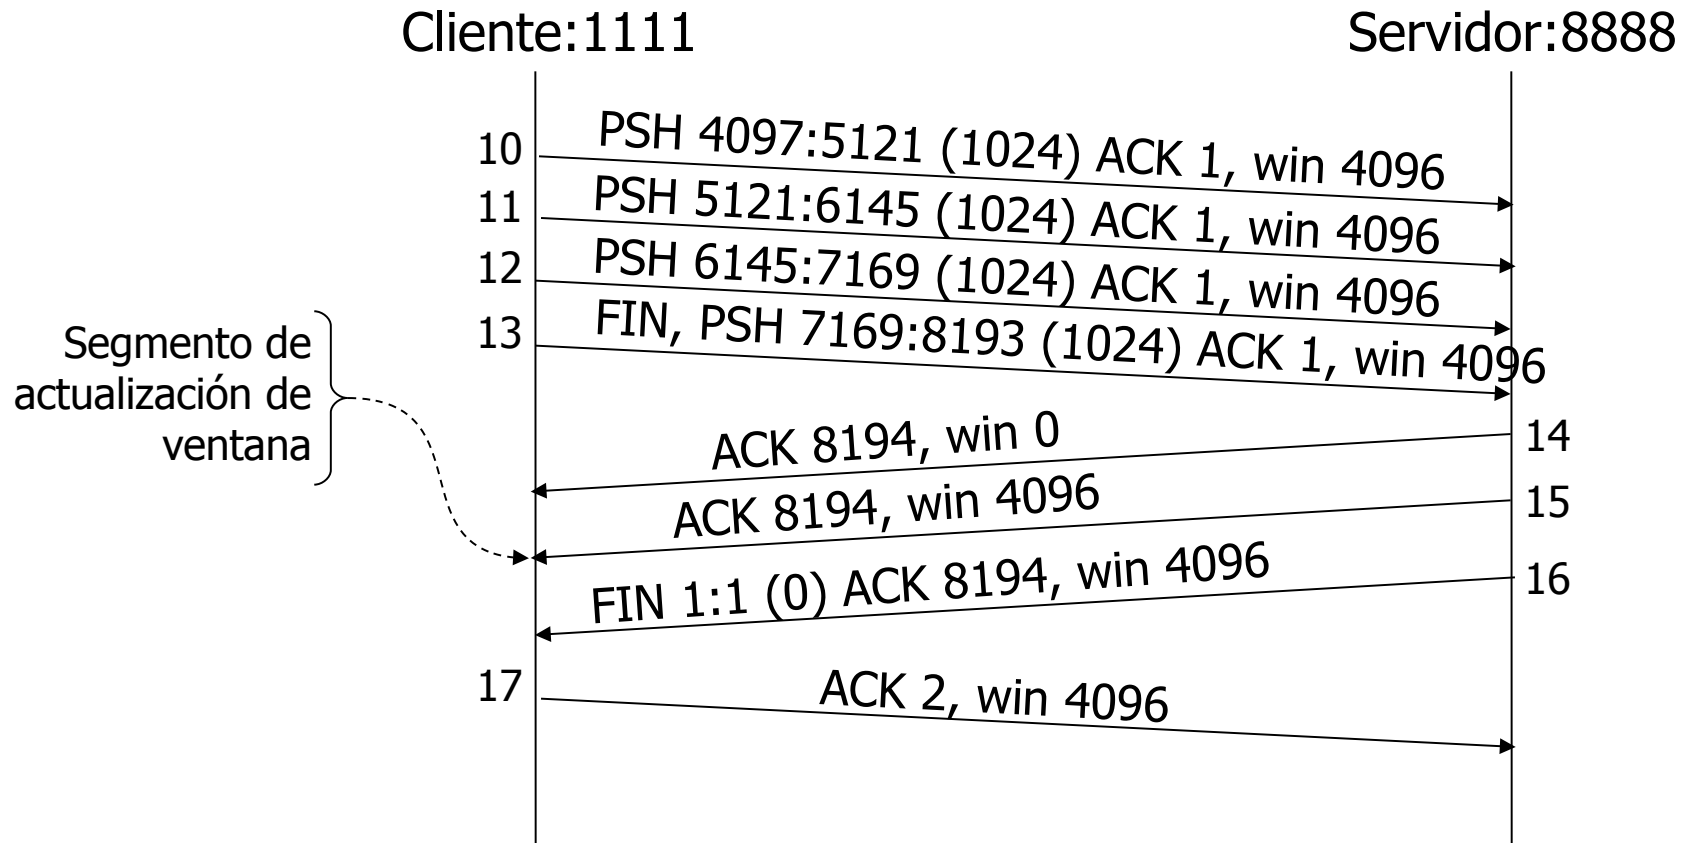 Cliente:1111
Servidor:8888
10
PSH 4097:5121 (1024) ACK 1, win 4096
11
PSH 5121:6145 (1024) ACK 1, win 4096
12
PSH 6145:7169 (1024) ACK 1, win 4096
13
FIN, PSH 7169:8193 (1024) ACK 1, win 4096
Segmento de
actualización de
ventana
ACK 8194, win 0
14
ACK 8194, win 4096
15
FIN 1:1 (0) ACK 8194, win 4096
16
17
ACK 2, win 4096